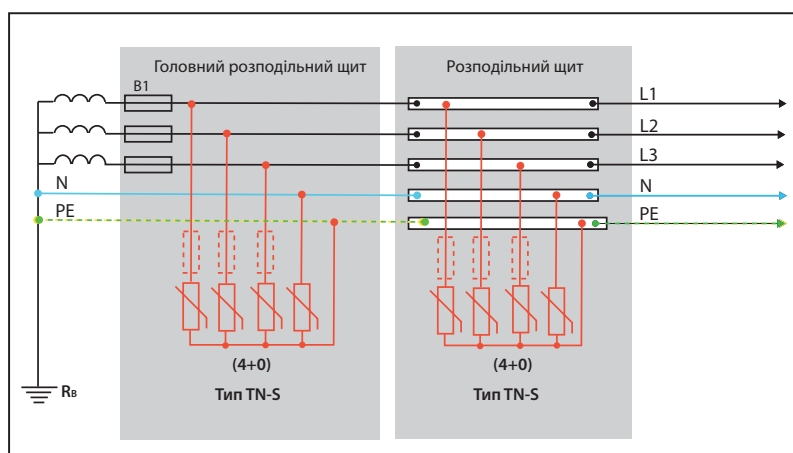 Головний розподільний щит
Розподільний щит
B1
L1
L2
L3
N
N
PE
PE
(4+0)
(4+0)
Тип TN-S
Тип TN-S
RB